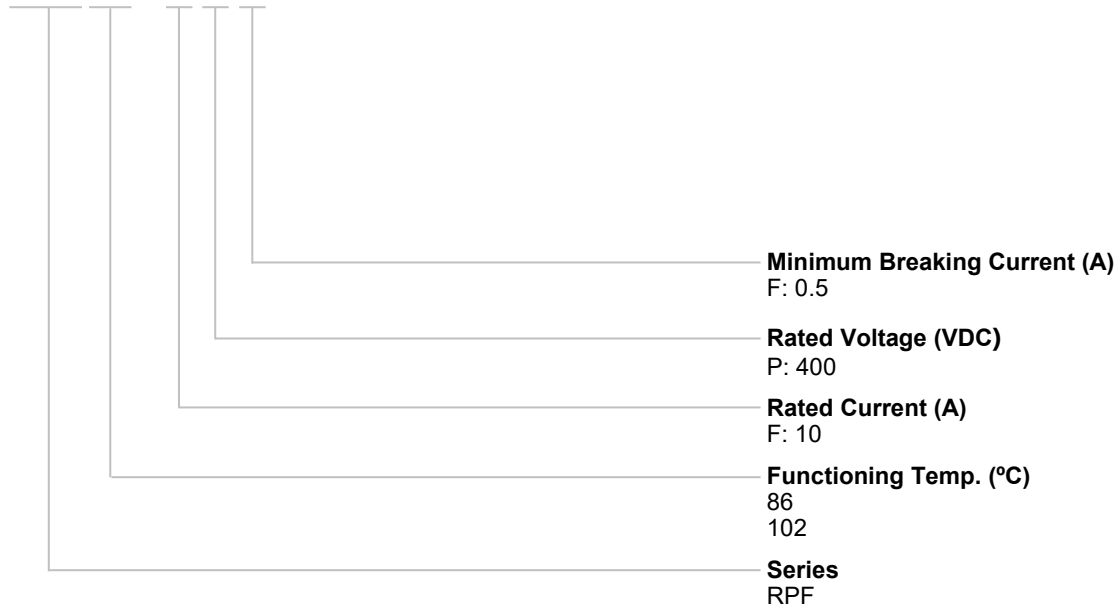 Minimum Breaking Current (A)
F: 0.5
Rated Voltage (VDC)
P: 400
Rated Current (A)
F: 10
Functioning Temp. (ºC)
86
102
Series
RPF